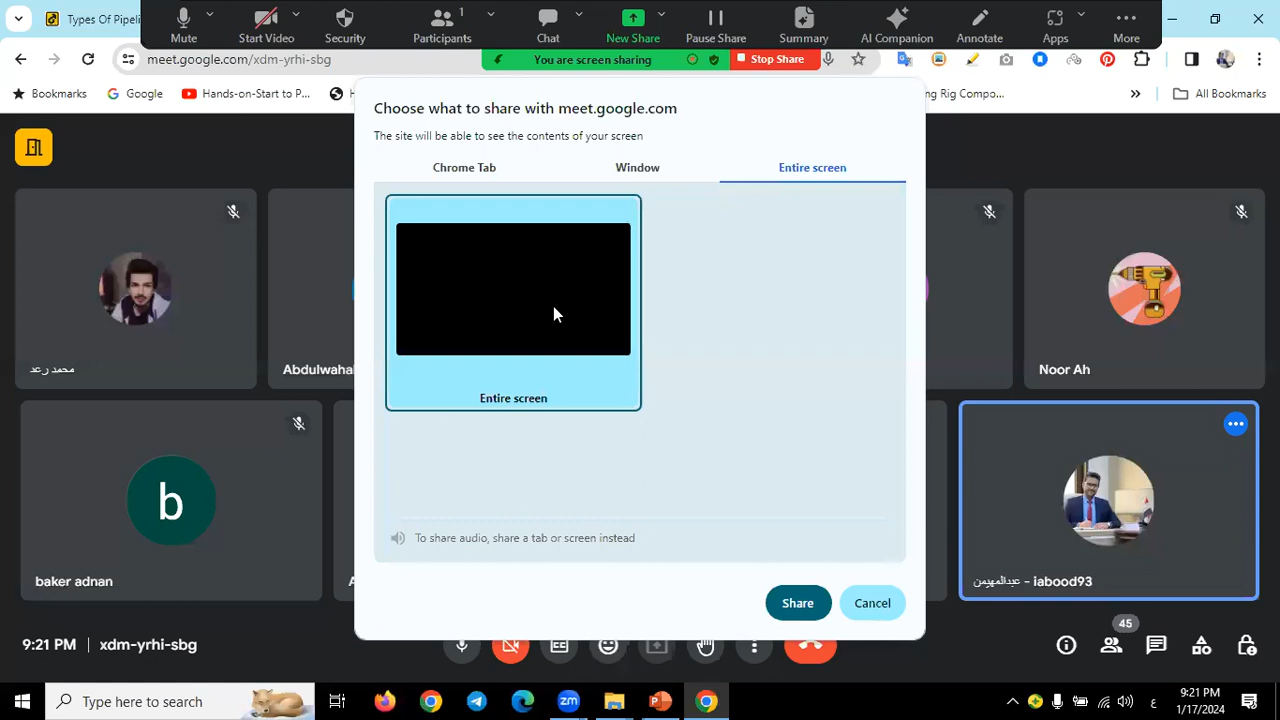 Types Of Pipeli
Mute
Start Video
Security
1
Participants
Chat
New Share
Pause Share
Summary
AI Companion
Annotate
Apps
More
meet.google.com/xdm-yrhi-sbg
You are screen sharing
Stop Share
Bookmarks
Google
Hands-on-Start to P...
ing Rig Compo...
All Bookmarks
Choose what to share with meet.google.com
The site will be able to see the contents of your screen
Chrome Tab
Window
Entire screen
Entire screen
To share audio, share a tab or screen instead
Share
Cancel
محمد رعد
Abdulwahal
Noor Ah
b
baker adnan
عبدالمهيمن - iabood93
9:21 PM | xdm-yrhi-sbg
45
Type here to search
9:21 PM
1/17/2024